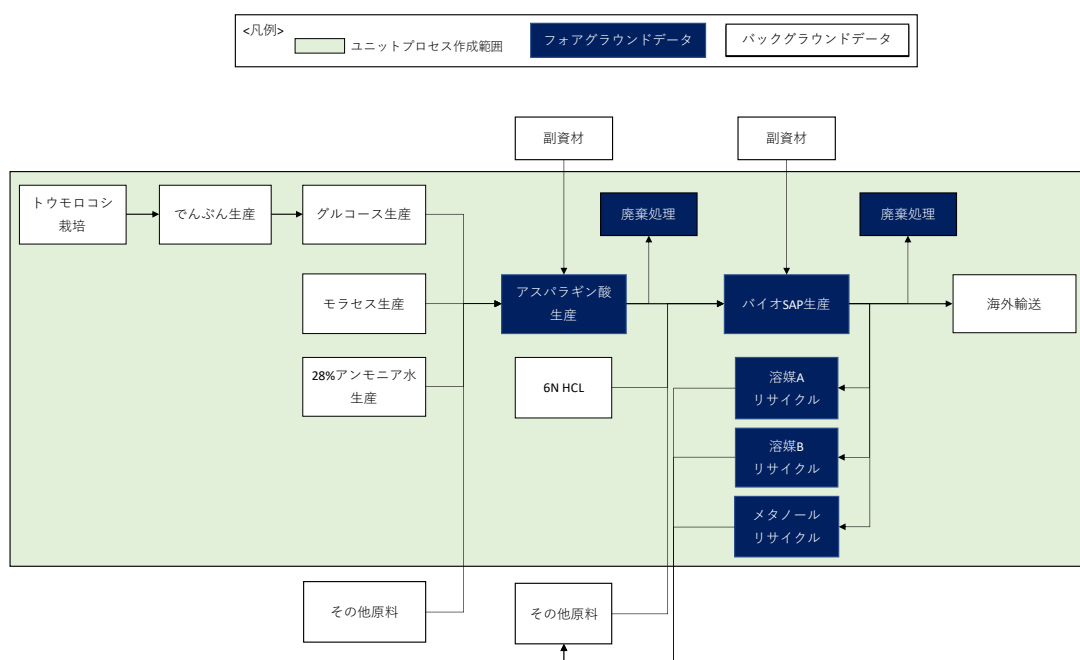 <凡例>
ユニットプロセス作成範囲
フォアグラウンドデータ
バックグラウンドデータ
副資材
副資材
トウモロコシ
栽培
でんぷん生産
グルコース生産
廃棄処理
廃棄処理
モラセス生産
アスパラギン酸
生産
バイオSAP生産
海外輸送
28%アンモニア水
生産
6N HCL
溶媒A
リサイクル
溶媒B
リサイクル
メタノール
リサイクル
その他原料
その他原料